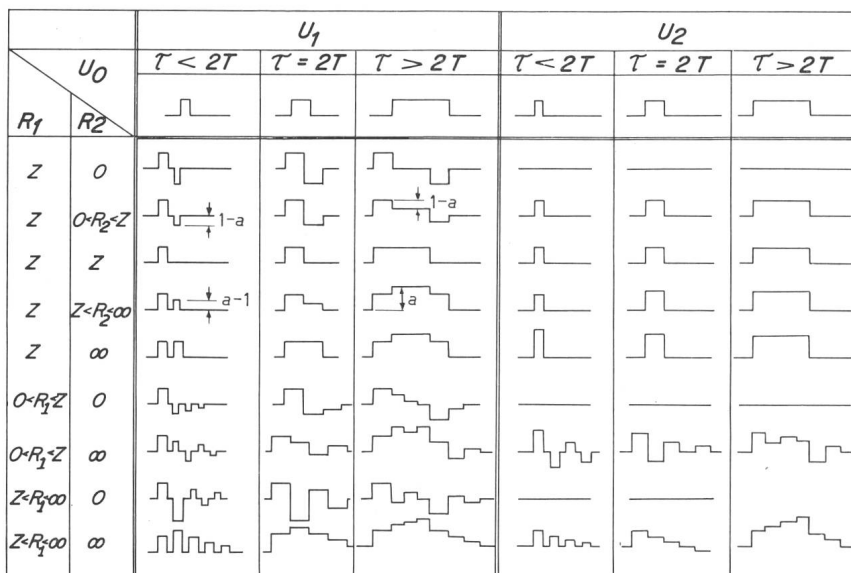 U1 U2
U0 τ < 2T τ = 2T τ > 2T τ < 2T τ = 2T τ > 2T
R1 R2
Z 0
Z 0<R2<Z 1-a 1-a
Z Z
Z Z<R2<∞ a-1 a
Z ∞
0<R1<Z 0
0<R1<Z ∞
Z<R1<∞ 0
Z<R1<∞ ∞